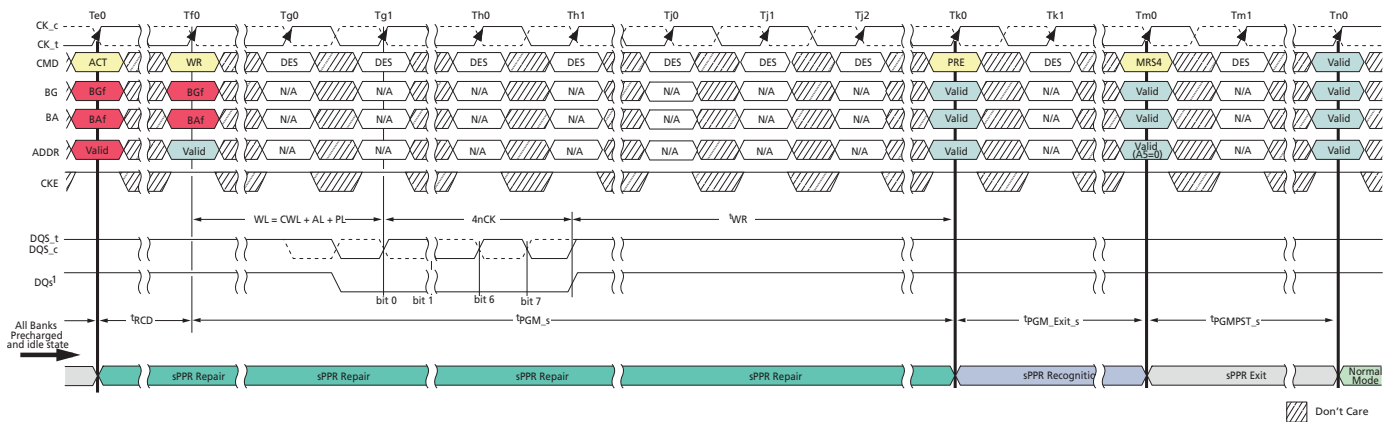 Te0 Tf0 Tg0 Tg1 Th0 Th1 Tj0 Tj1 Tj2 Tk0 Tk1 Tm0 Tm1 Tn0
CK_c
CK_t
CMD ACT WR DES DES DES DES DES DES DES PRE DES MRS4 DES Valid
BG BGf BGf N/A N/A N/A N/A N/A N/A N/A Valid N/A Valid N/A Valid
BA BAf BAf N/A N/A N/A N/A N/A N/A N/A Valid N/A Valid N/A Valid
ADDR Valid Valid N/A N/A N/A N/A N/A N/A N/A Valid N/A Valid (A5=0) N/A Valid
CKE
WL = CWL + AL + PL 4nCK tWR
DQS_t
DQS_c
DQs1
bit 0 bit 1 bit 6 bit 7
All Banks
Precharged
and idle state
tRCD tPGM_s tPGM_Exit_s tPGMPST_s
sPPR Repair sPPR Repair sPPR Repair sPPR Repair sPPR Recognitic sPPR Exit Normal
Mode
Don't Care